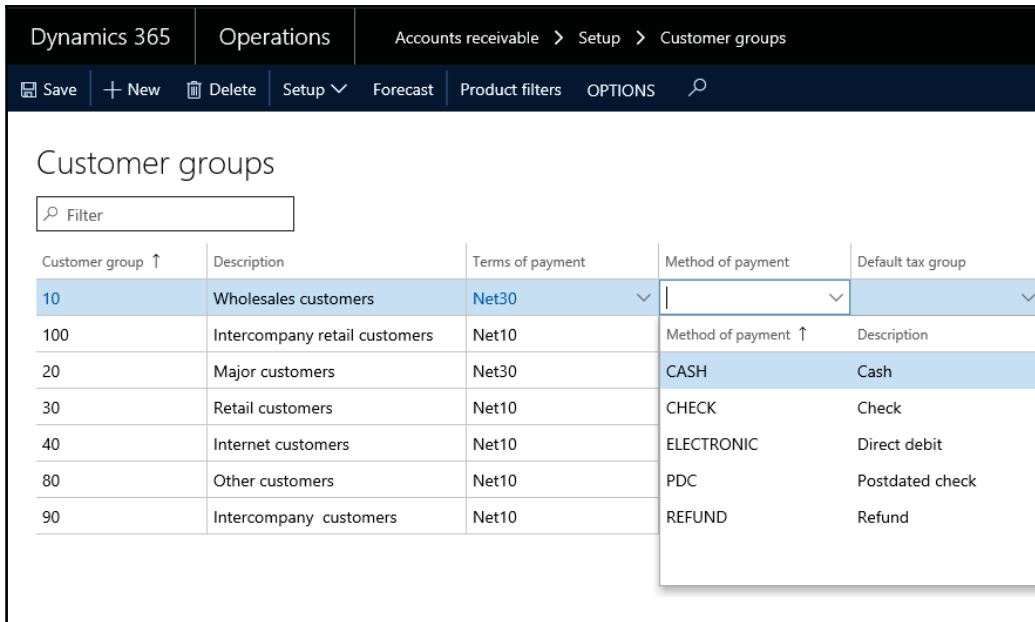 Dynamics 365 Operations Accounts receivable > Setup > Customer groups
Save New Delete Setup Forecast Product filters OPTIONS
Customer groups
Filter
Customer group ↑ Description Terms of payment Method of payment Default tax group
10 Wholesales customers Net30
100 Intercompany retail customers Net10 Method of payment ↑ Description
20 Major customers Net30 CASH Cash
30 Retail customers Net10 CHECK Check
40 Internet customers Net10 ELECTRONIC Direct debit
80 Other customers Net10 PDC Postdated check
90 Intercompany customers Net10 REFUND Refund